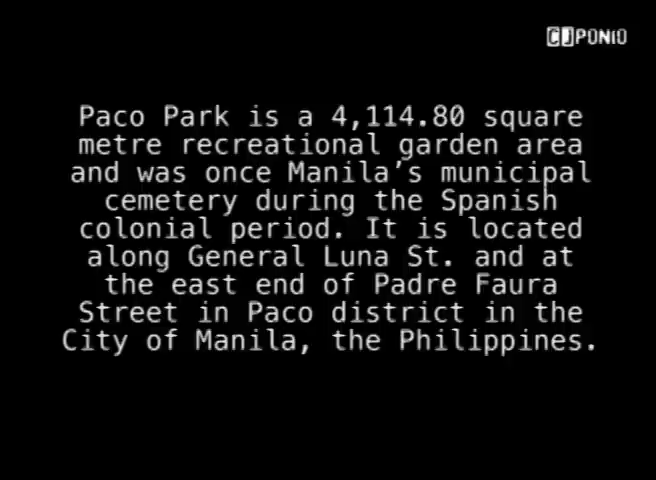 CJPONIO
Paco Park is a 4,114.80 square
metre recreational garden area
and was once Manila’s municipal
cemetery during the Spanish
colonial period. It is located
along General Luna St. and at
the east end of Padre Faura
Street in Paco district in the
City of Manila, the Philippines.